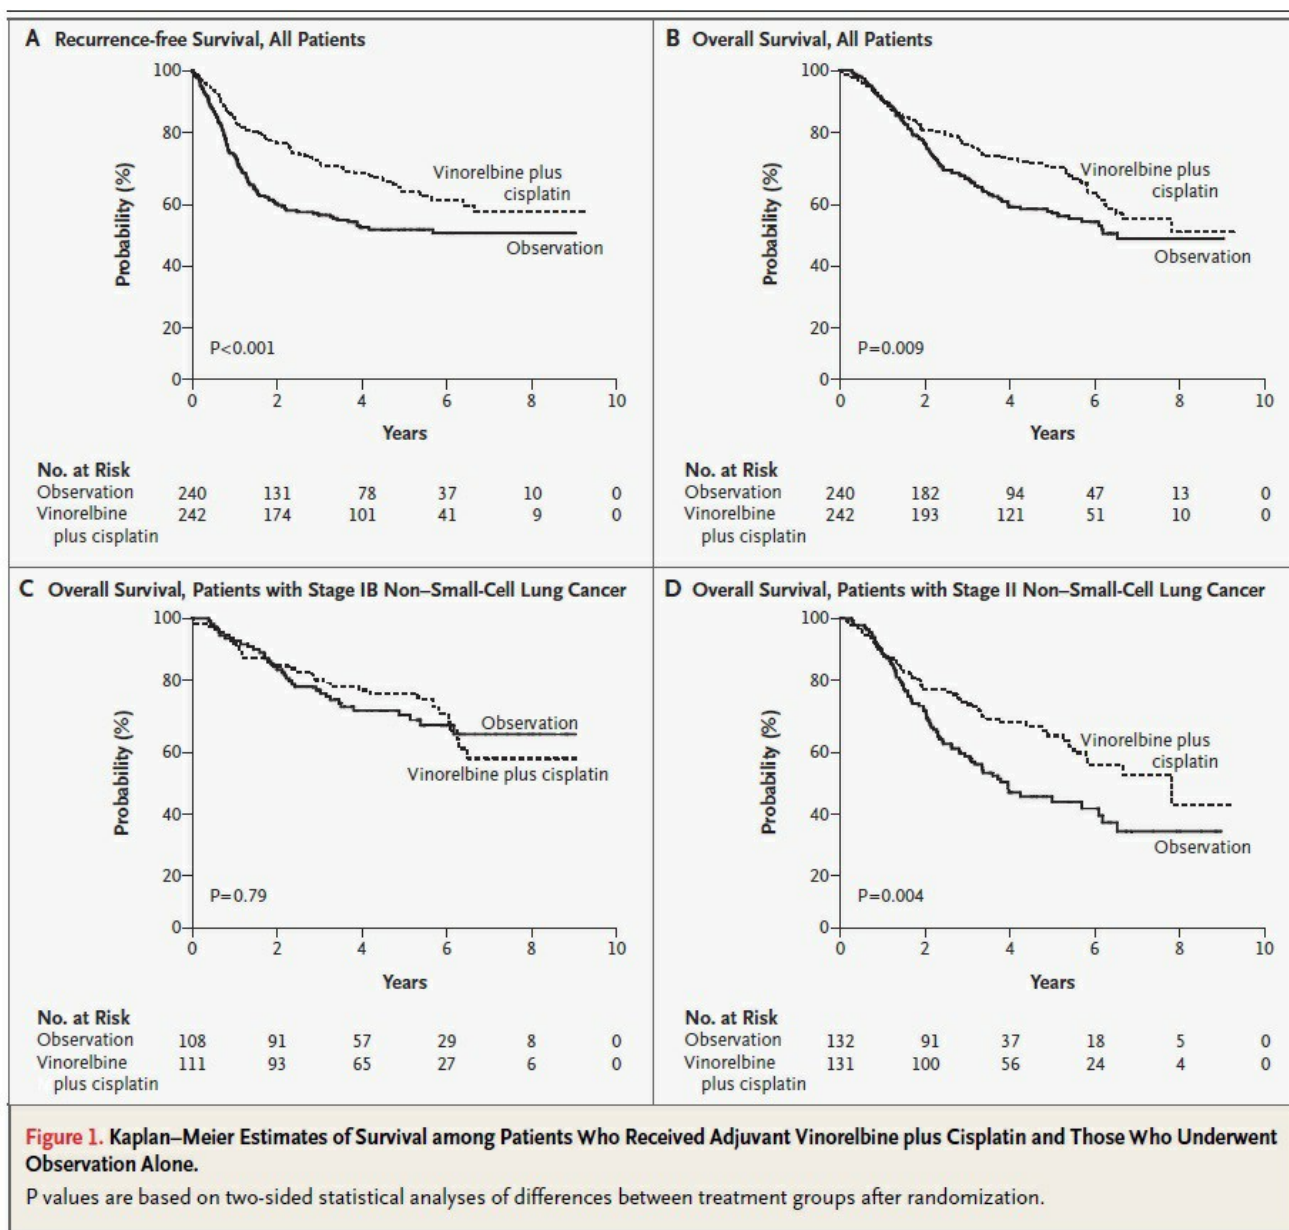 A Recurrence-free Survival, All Patients
100
80
60
40
20
0
Probability (%)
Vinorelbine plus
cisplatin
Observation
P<0.001
0 2 4 6 8 10
Years
No. at Risk
Observation 240 131 78 37 10 0
Vinorelbine 242 174 101 41 9 0
plus cisplatin
B Overall Survival, All Patients
100
80
60
40
20
0
Probability (%)
Vinorelbine plus
cisplatin
Observation
P=0.009
0 2 4 6 8 10
Years
No. at Risk
Observation 240 182 94 47 13 0
Vinorelbine 242 193 121 51 10 0
plus cisplatin
C Overall Survival, Patients with Stage IB Non–Small-Cell Lung Cancer
100
80
60
40
20
0
Probability (%)
Observation
Vinorelbine plus cisplatin
P=0.79
0 2 4 6 8 10
Years
No. at Risk
Observation 108 91 57 29 8 0
Vinorelbine 111 93 65 27 6 0
plus cisplatin
D Overall Survival, Patients with Stage II Non–Small-Cell Lung Cancer
100
80
60
40
20
0
Probability (%)
Vinorelbine plus
cisplatin
Observation
P=0.004
0 2 4 6 8 10
Years
No. at Risk
Observation 132 91 37 18 5 0
Vinorelbine 131 100 56 24 4 0
plus cisplatin
Figure 1. Kaplan–Meier Estimates of Survival among Patients Who Received Adjuvant Vinorelbine plus Cisplatin and Those Who Underwent
Observation Alone.
P values are based on two-sided statistical analyses of differences between treatment groups after randomization.